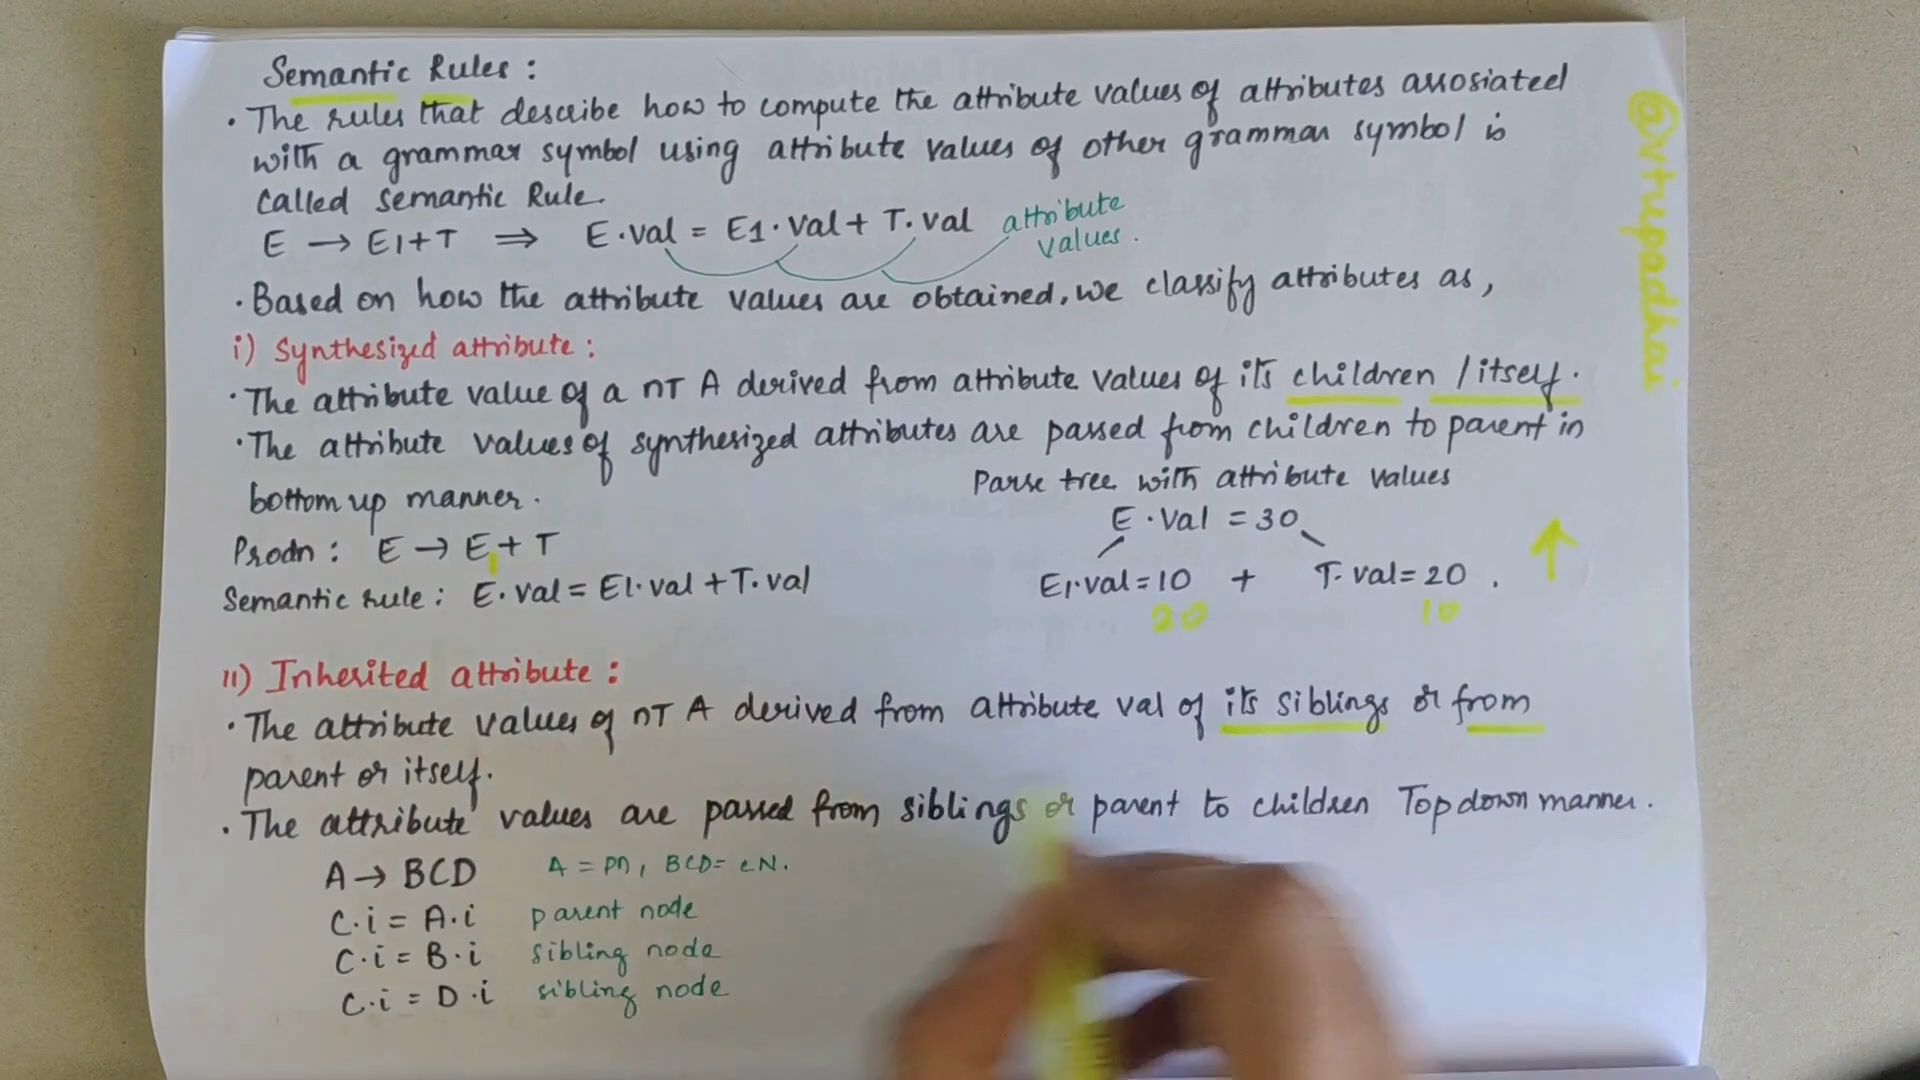 Semantic Rules :
• The rules that describe how to compute the attribute values of attributes assosiated
with a grammar symbol using attribute values of other grammar symbol is
called semantic Rule.
E → E1+T ⇒ E.val = E1.val + T.val attribute
values.
• Based on how the attribute values are obtained, we classify attributes as,
i) Synthesized attribute :
• The attribute value of a nT A derived from attribute values of it's children / itself.
• The attribute values of synthesized attributes are passed from children to parent in
bottom up manner.
Parse tree with attribute values
E.val = 30
Prodn : E → E1 + T
E1.val = 10 + T.val = 20 .
20 10
Semantic rule : E.val = E1.val + T.val
11) Inherited attribute :
• The attribute values of nT A derived from attribute val of its siblings or from
parent or itself.
• The attribute values are passed from siblings or parent to children Top down manner.
A → BCD A = Pn, BCD = CN.
C.i = A.i parent node
C.i = B.i sibling node
C.i = D.i sibling node
@vtupadhai